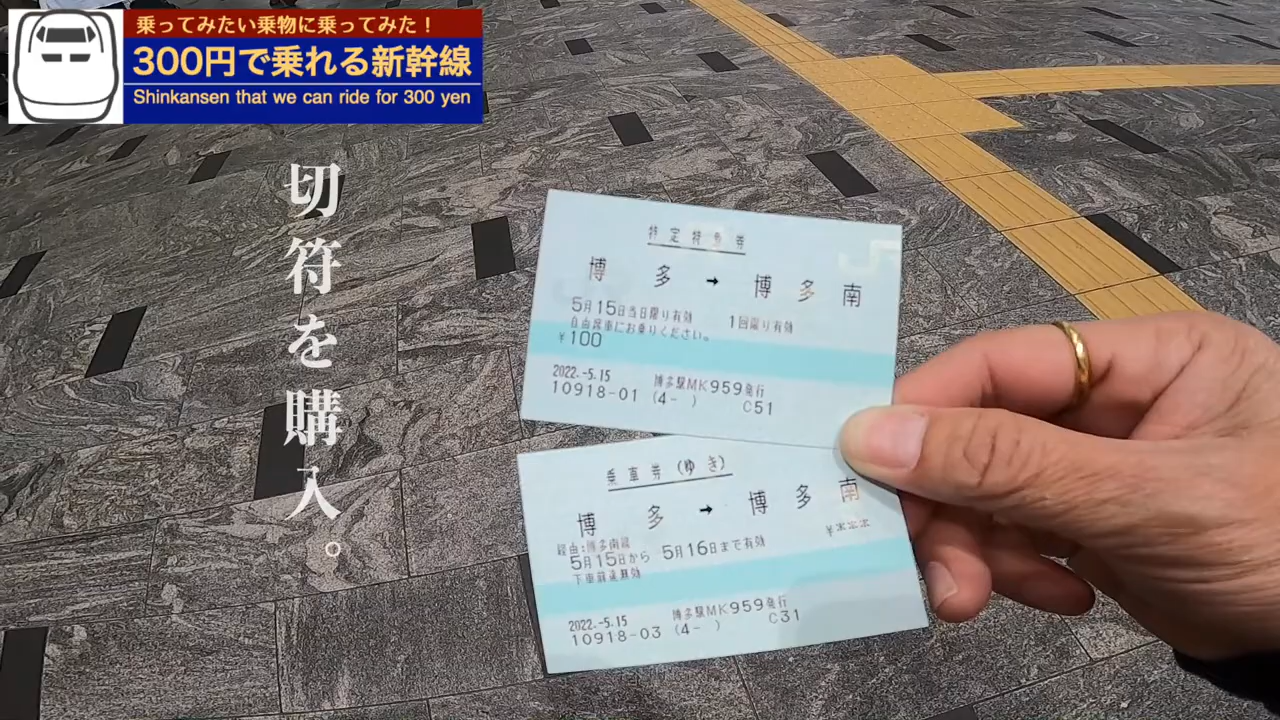 乗ってみたい乗物に乗ってみた！
300円で乗れる新幹線
Shinkansen that we can ride for 300 yen
切符を購入。
特定特急券
博多 → 博多南
5月15日当日限り有効 1回限り有効
自由席車にお乗りください。
¥100
2022.-5.15 博多駅MK959発行
10918-01 (4- ) C51
乗車券(ゆき)
博多 → 博多南
経由:博多南線
¥***
5月15日から 5月16日まで有効
下車前途無効
2022.-5.15 博多駅MK959発行
10918-03 (4- ) C31